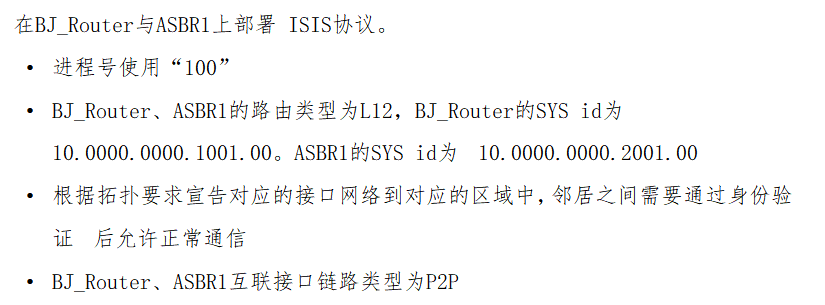 在BJ_Router与ASBR1上部署 ISIS协议。
• 进程号使用“100”
• BJ_Router、ASBR1的路由类型为L12，BJ_Router的SYS id为
10.0000.0000.1001.00。ASBR1的SYS id为 10.0000.0000.2001.00
• 根据拓扑要求宣告对应的接口网络到对应的区域中，邻居之间需要通过身份验
证 后允许正常通信
• BJ_Router、ASBR1互联接口链路类型为P2P